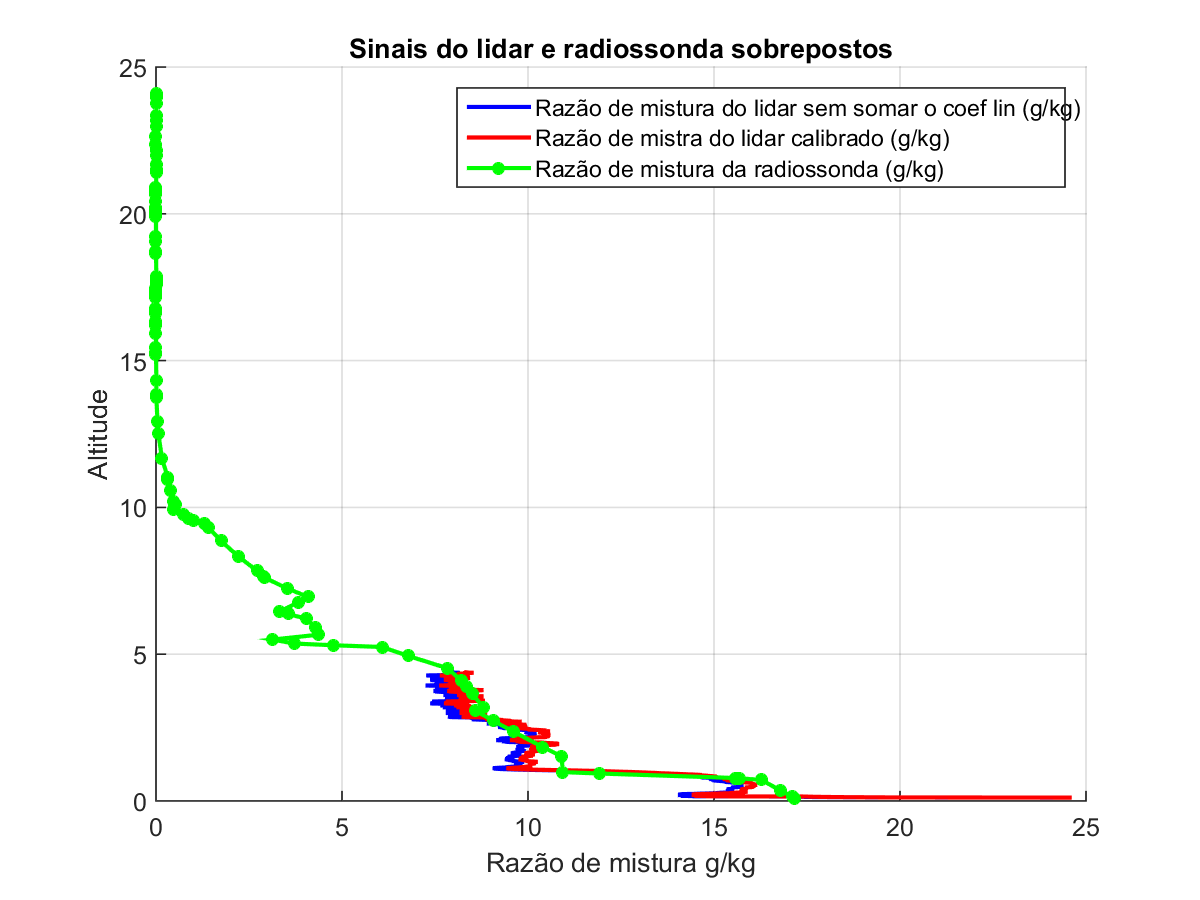 Sinais do lidar e radiossonda sobrepostos
25
20
15
10
5
0
Altitude
Razão de mistura do lidar sem somar o coef lin (g/kg)
Razão de mistra do lidar calibrado (g/kg)
Razão de mistura da radiossonda (g/kg)
0 5 10 15 20 25
Razão de mistura g/kg